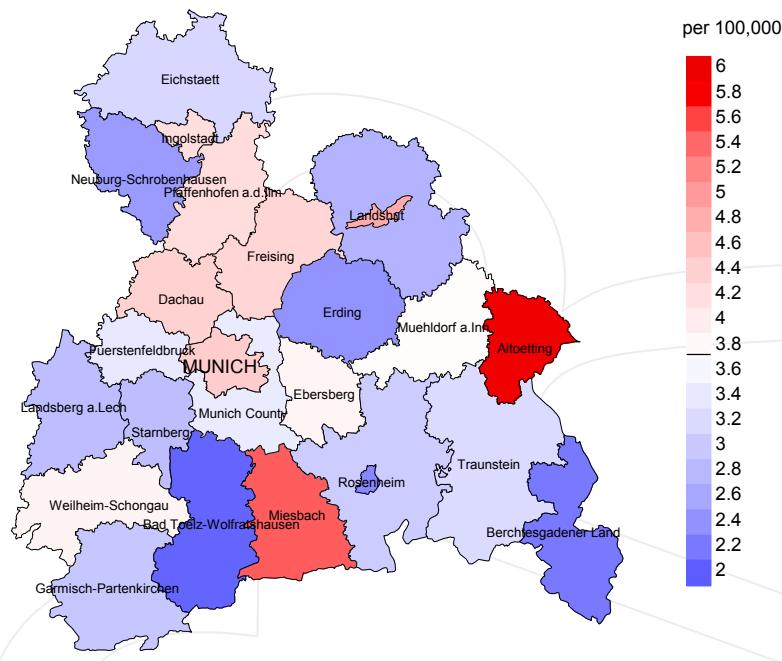 per 100,000
6
5.8
5.6
5.4
5.2
5
4.8
4.6
4.4
4.2
4
3.8
3.6
3.4
3.2
3
2.8
2.6
2.4
2.2
2
Eichstaett
Ingolstadt
Neuburg-Schrobenhausen
Pfaffenhofen a.d.Ilm
Landshut
Freising
Dachau
Erding
Muehldorf a.Inn
Altoetting
Fuerstenfeldbruck
MUNICH
Ebersberg
Landsberg a.Lech
Munich County
Starnberg
Traunstein
Rosenheim
Weilheim-Schongau
Miesbach
Bad Toelz-Wolfratshausen
Berchtesgadener Land
Garmisch-Partenkirchen